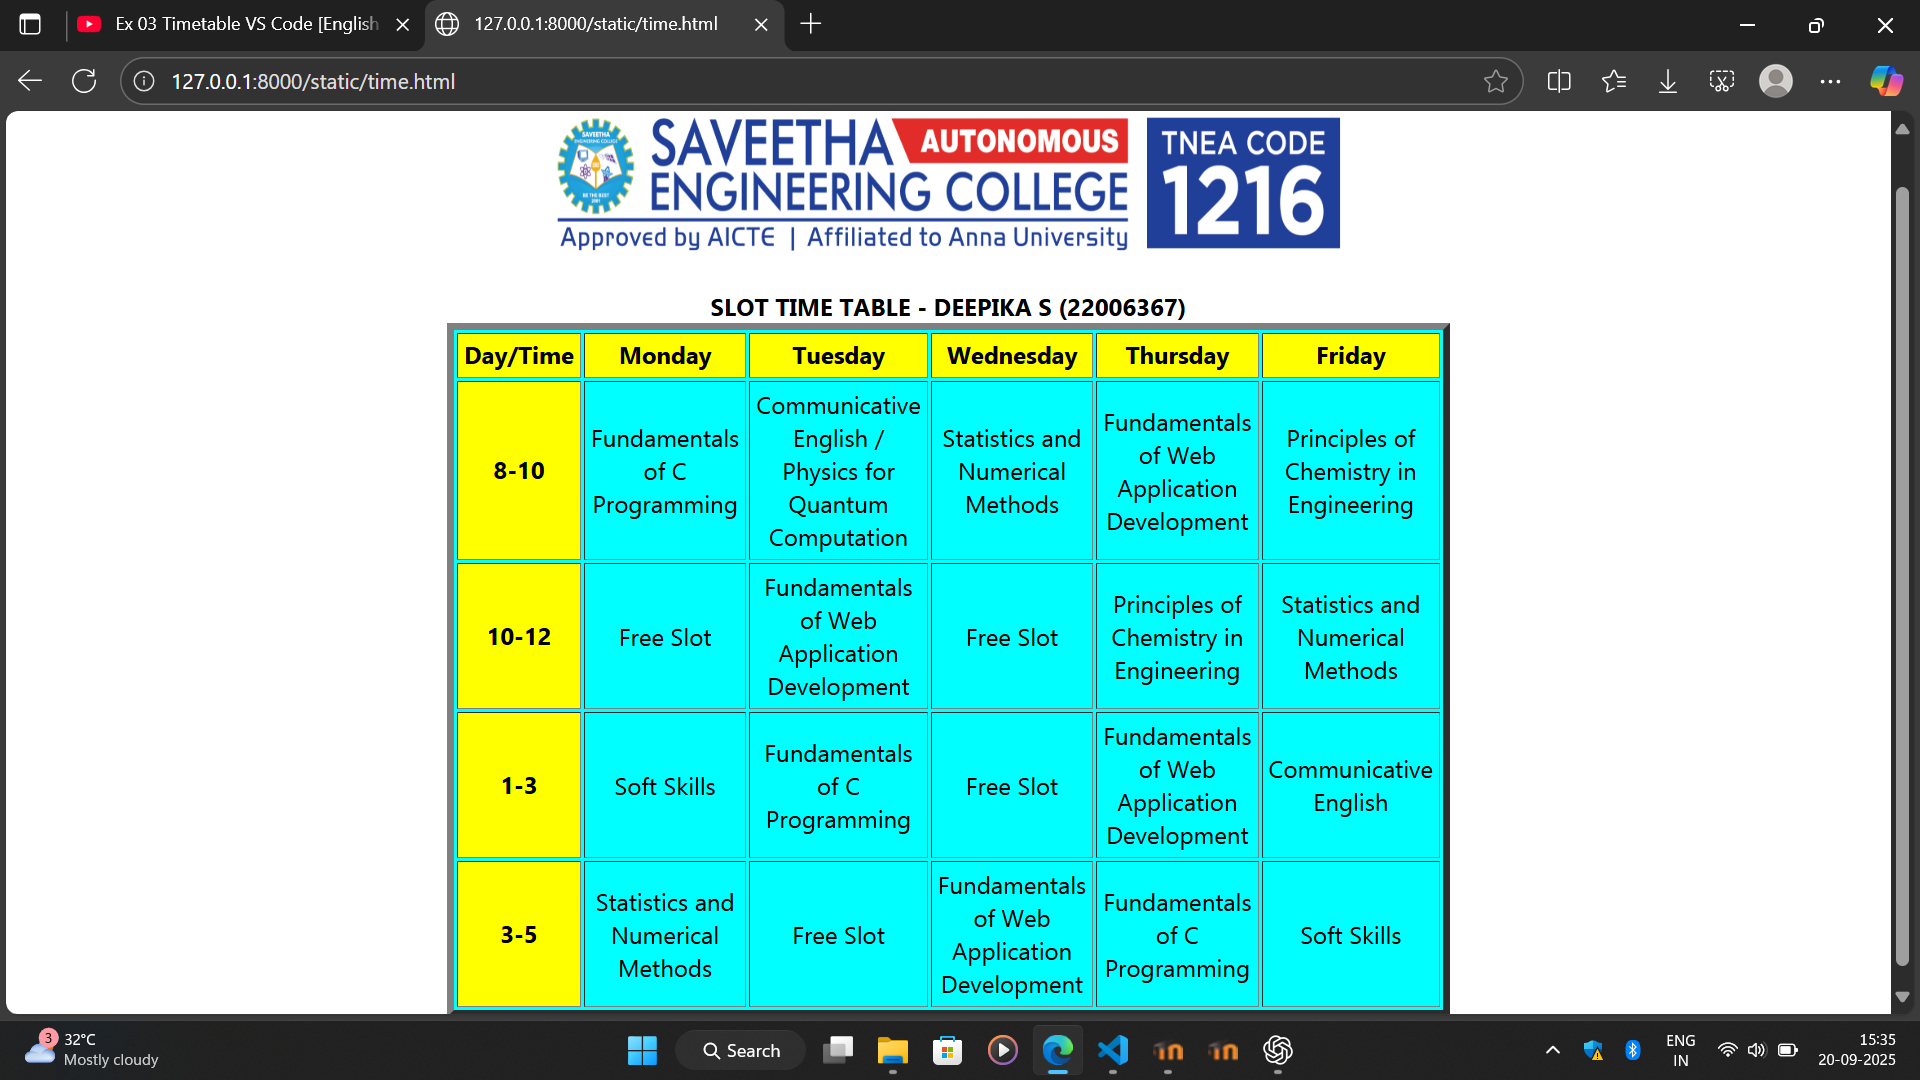 Ex 03 Timetable VS Code [English
127.0.0.1:8000/static/time.html
127.0.0.1:8000/static/time.html
SAVEETHA AUTONOMOUS
ENGINEERING COLLEGE
Approved by AICTE | Affiliated to Anna University
TNEA CODE
1216
SLOT TIME TABLE - DEEPIKA S (22006367)
Day/Time Monday Tuesday Wednesday Thursday Friday
8-10
Fundamentals
of C
Programming
Communicative
English /
Physics for
Quantum
Computation
Statistics and
Numerical
Methods
Fundamentals
of Web
Application
Development
Principles of
Chemistry in
Engineering
10-12
Free Slot
Fundamentals
of Web
Application
Development
Free Slot
Principles of
Chemistry in
Engineering
Statistics and
Numerical
Methods
1-3
Soft Skills
Fundamentals
of C
Programming
Free Slot
Fundamentals
of Web
Application
Development
Communicative
English
3-5
Statistics and
Numerical
Methods
Free Slot
Fundamentals
of Web
Application
Development
Fundamentals
of C
Programming
Soft Skills
3
32°C
Mostly cloudy
Search
ENG
IN
15:35
20-09-2025